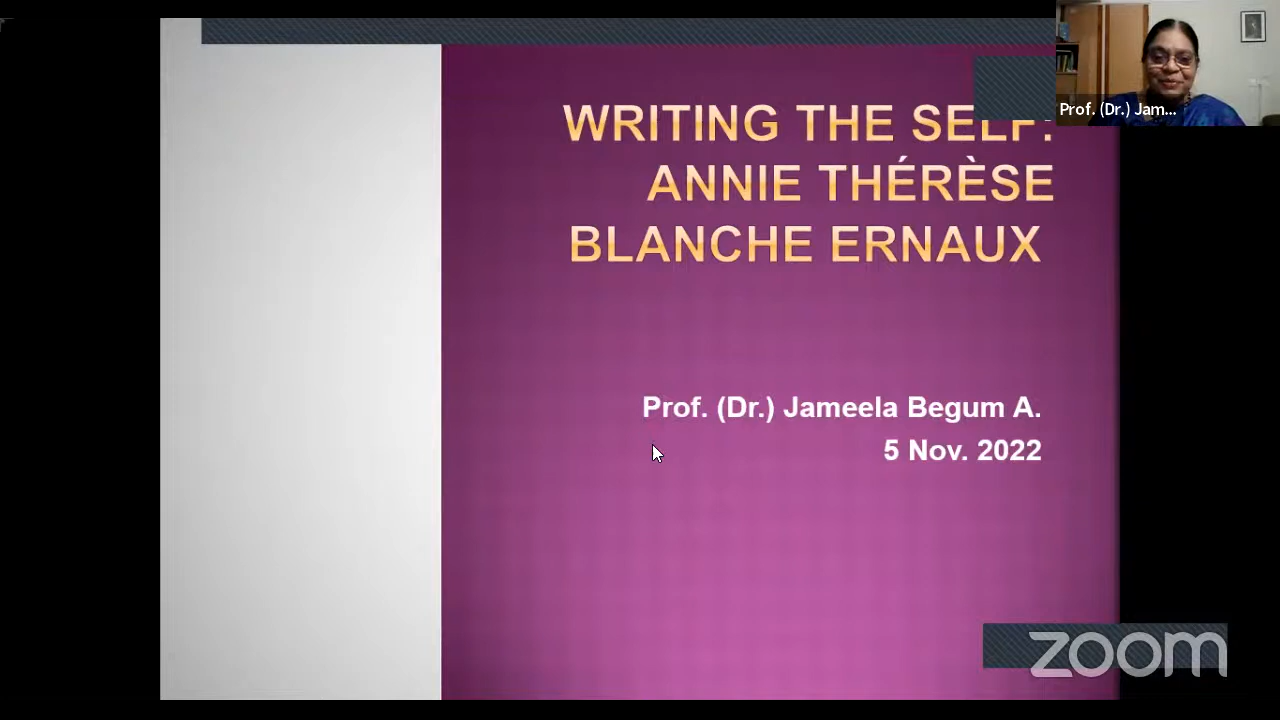 WRITING THE SELF:
ANNIE THÉRÈSE
BLANCHE ERNAUX
Prof. (Dr.) Jam...
Prof. (Dr.) Jameela Begum A.
5 Nov. 2022
zoom